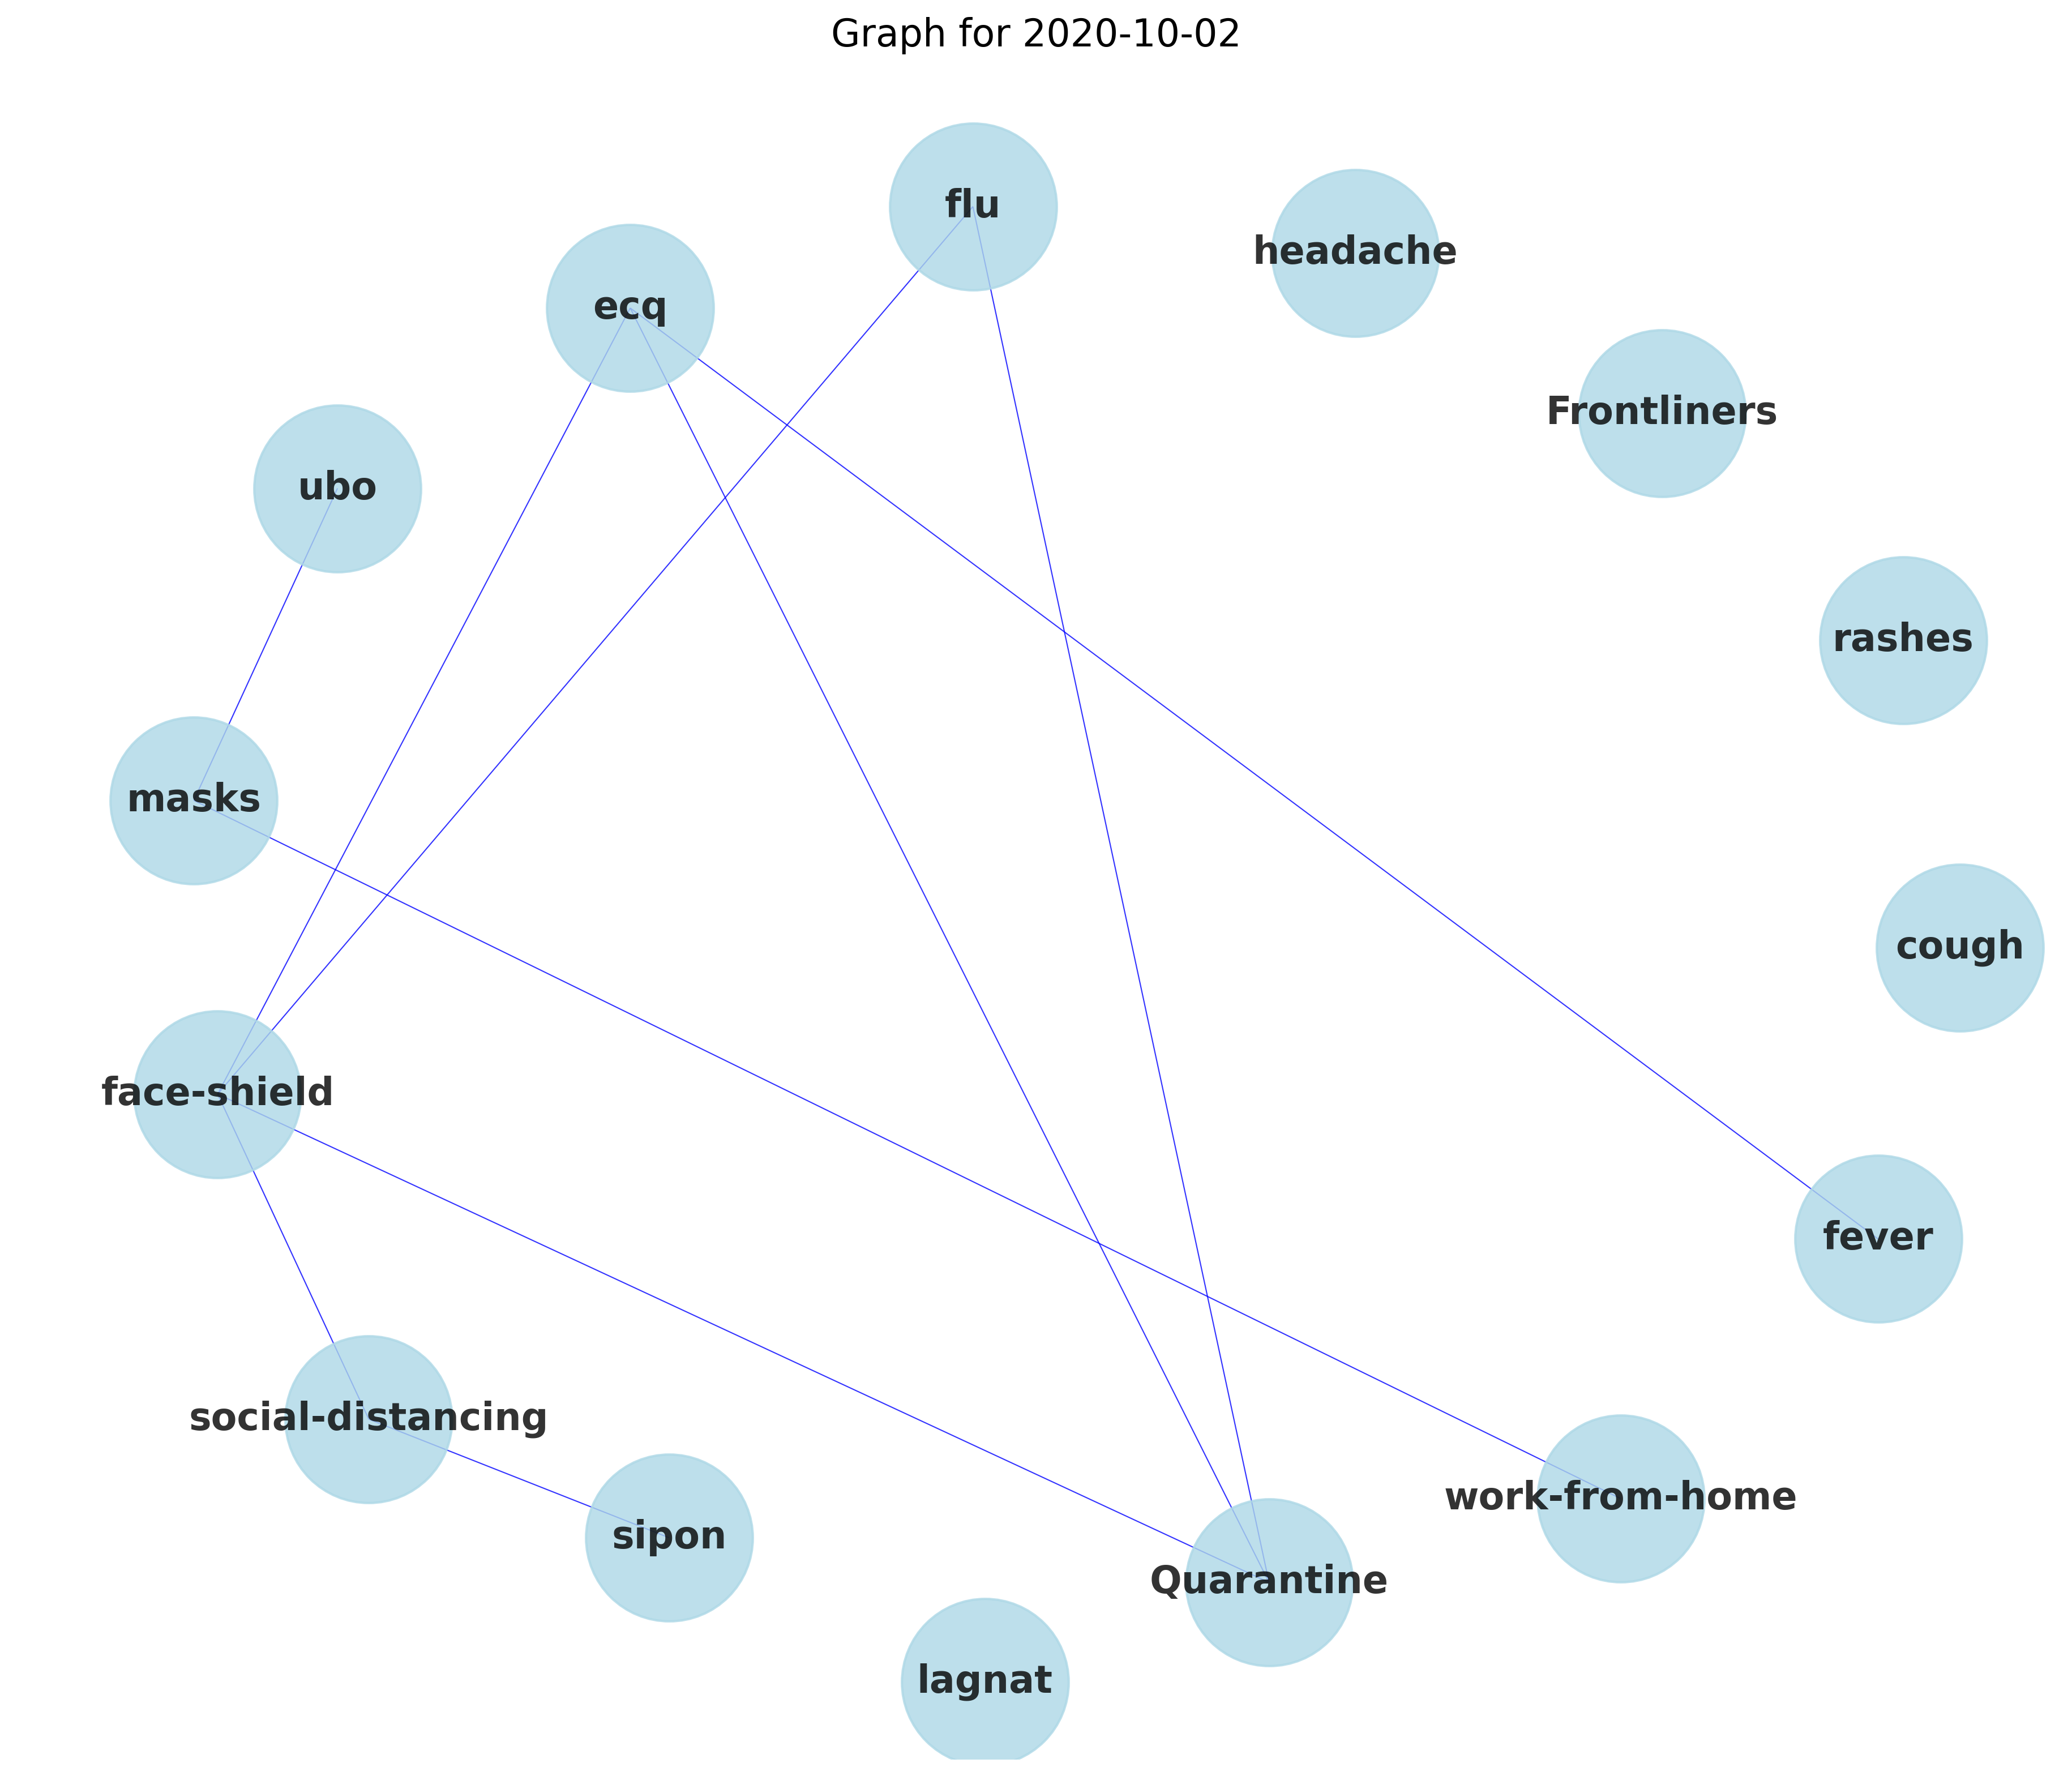 Graph for 2020-10-02
flu
headache
ecq
Frontliners
ubo
rashes
masks
cough
face-shield
fever
social-distancing
work-from-home
sipon
Quarantine
lagnat